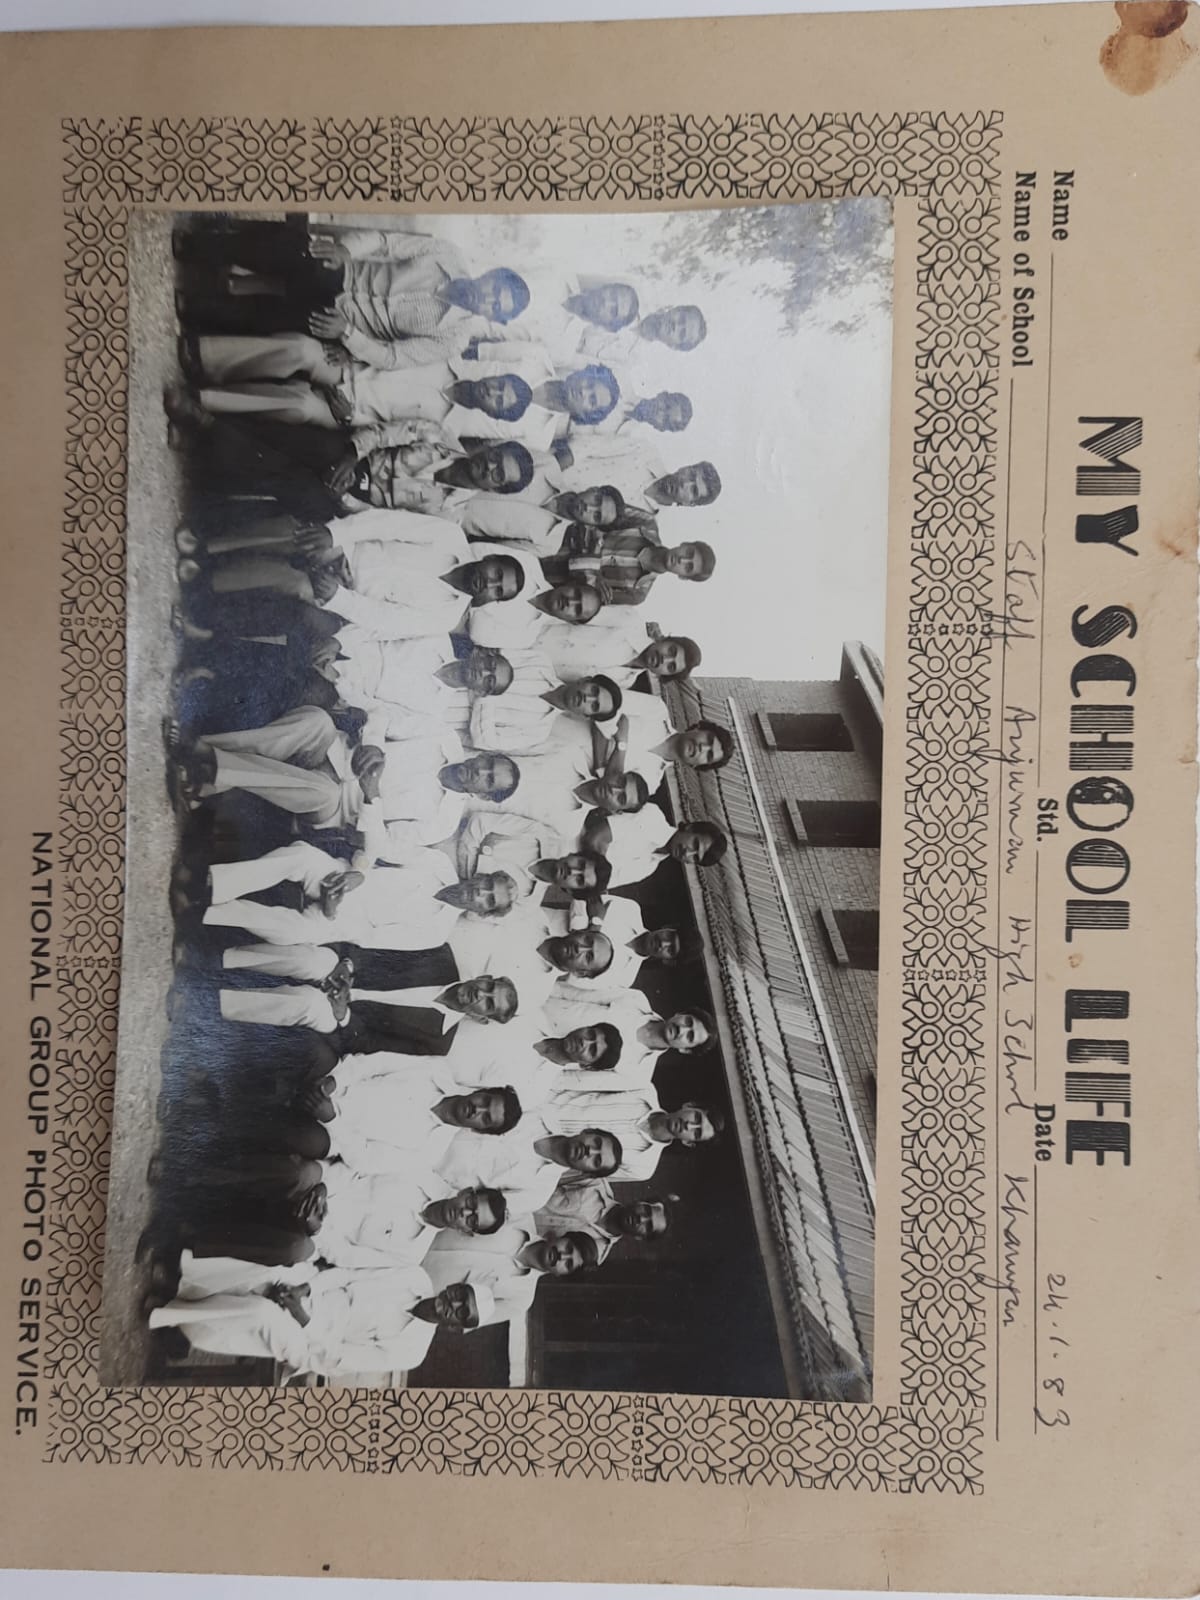 MY SCHOOL LIFE
Name Std. Date 24.1.83
Name of School Staff Anjuman High School Khamgaon
NATIONAL GROUP PHOTO SERVICE.